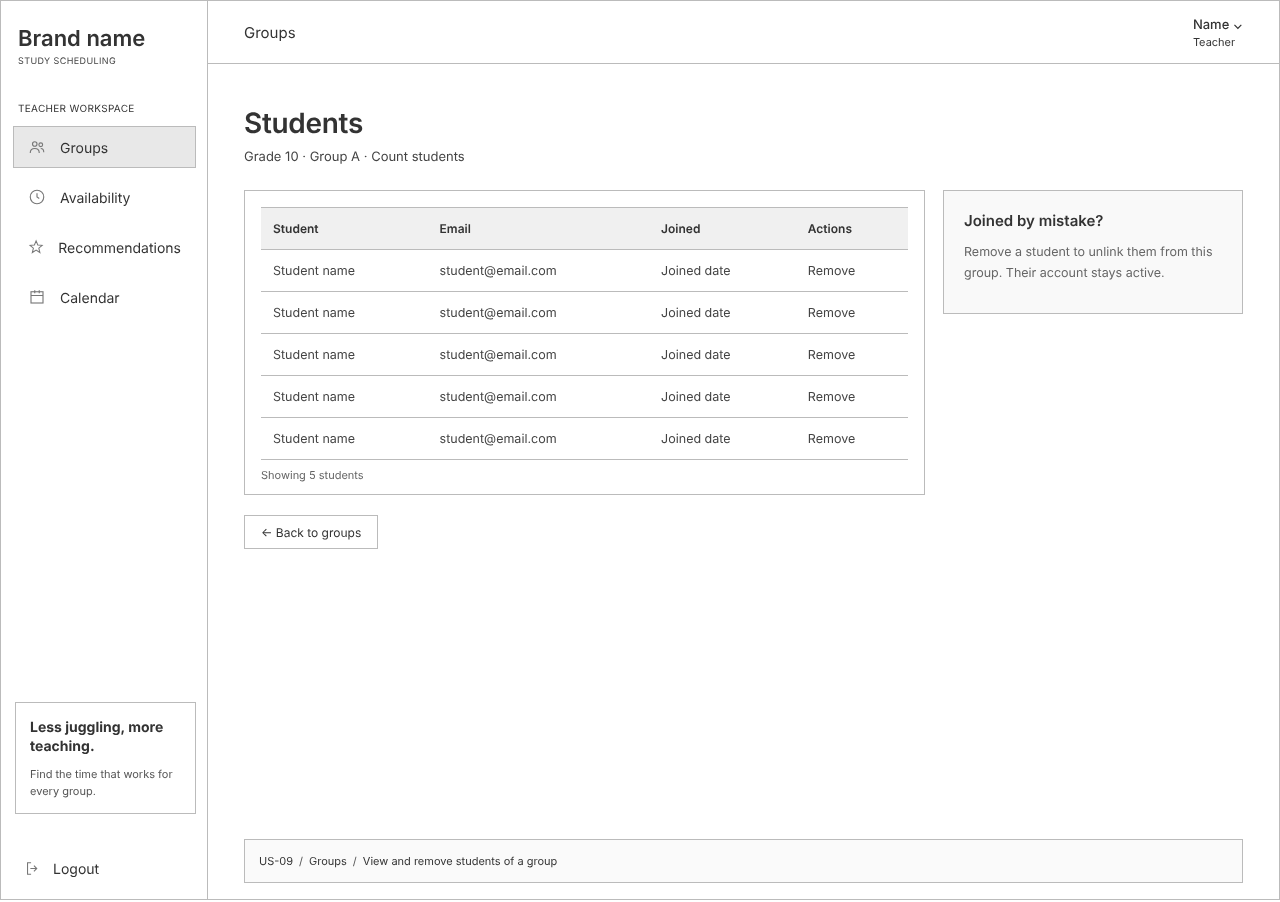 Brand name
STUDY SCHEDULING
TEACHER WORKSPACE
Groups
Availability
Recommendations
Calendar
Less juggling, more
teaching.
Find the time that works for
every group.
Logout
Groups
Name
Teacher
Students
Grade 10 · Group A · Count students
Student Email Joined Actions
Student name student@email.com Joined date Remove
Student name student@email.com Joined date Remove
Student name student@email.com Joined date Remove
Student name student@email.com Joined date Remove
Student name student@email.com Joined date Remove
Showing 5 students
← Back to groups
Joined by mistake?
Remove a student to unlink them from this
group. Their account stays active.
US-09 / Groups / View and remove students of a group